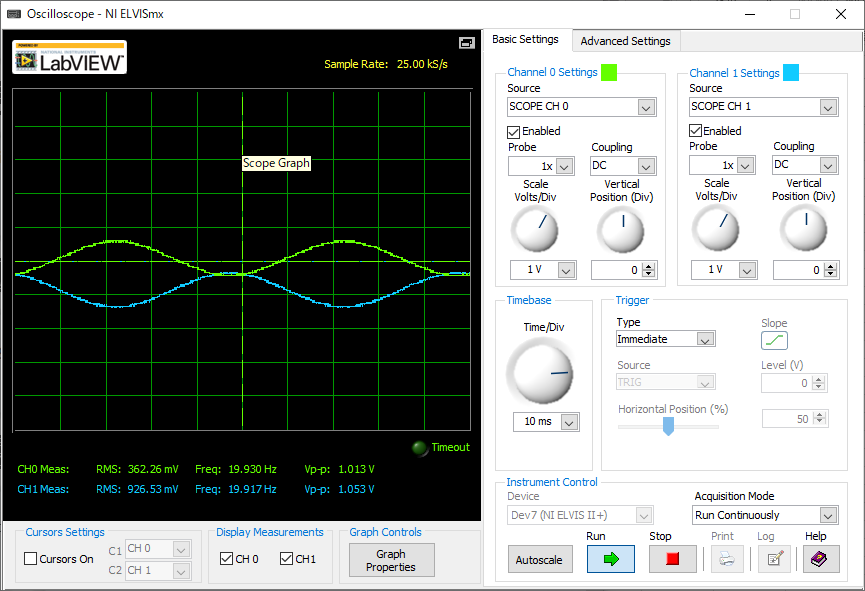 Oscilloscope - NI ELVISmx
POWERED BY
NATIONAL INSTRUMENTS
LabVIEW™
Sample Rate: 25.00 kS/s
Scope Graph
Timeout
CH0 Meas: RMS: 362.26 mV Freq: 19.930 Hz Vp-p: 1.013 V
CH1 Meas: RMS: 926.53 mV Freq: 19.917 Hz Vp-p: 1.053 V
Cursors Settings
Cursors On
C1 CH 0
C2 CH 1
Display Measurements
CH 0 CH1
Graph Controls
Graph
Properties
Basic Settings Advanced Settings
Channel 0 Settings
Source
SCOPE CH 0
Enabled
Probe Coupling
1x DC
Scale
Volts/Div
Vertical
Position (Div)
1 V 0
Channel 1 Settings
Source
SCOPE CH 1
Enabled
Probe Coupling
1x DC
Scale
Volts/Div
Vertical
Position (Div)
1 V 0
Timebase
Time/Div
10 ms
Trigger
Type
Immediate
Slope
Source
TRIG
Level (V)
0
Horizontal Position (%)
50
Instrument Control
Device
Dev7 (NI ELVIS II+)
Acquisition Mode
Run Continuously
Run Stop Print Log Help
Autoscale